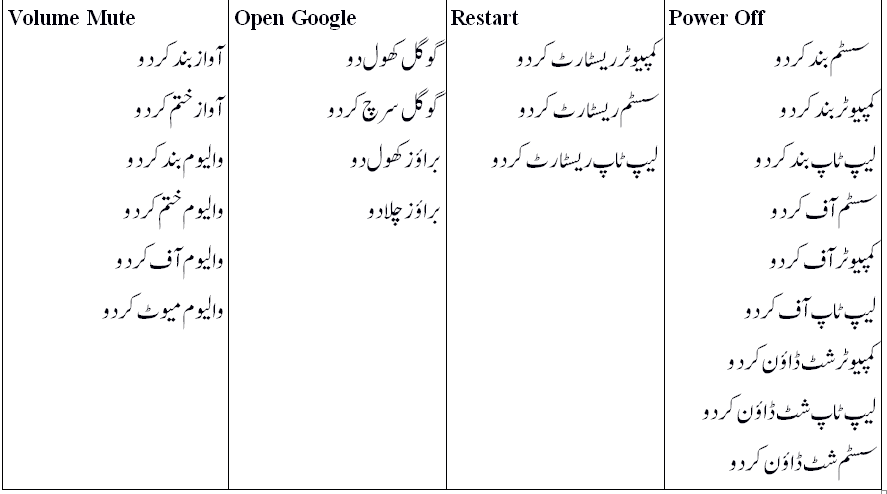 Volume Mute
آواز بند کر دو
آواز ختم کر دو
والیوم بند کر دو
والیوم ختم کر دو
والیوم آف کر دو
والیوم میوٹ کر دو
Open Google
گوگل کھول دو
گوگل سرچ کر دو
براؤز کھول دو
براؤز چلا دو
Restart
کمپیوٹر ریسٹارٹ کر دو
سسٹم ریسٹارٹ کر دو
لیپ ٹاپ ریسٹارٹ کر دو
Power Off
سسٹم بند کر دو
کمپیوٹر بند کر دو
لیپ ٹاپ بند کر دو
سسٹم آف کر دو
کمپیوٹر آف کر دو
لیپ ٹاپ آف کر دو
کمپیوٹر شٹ ڈاؤن کر دو
لیپ ٹاپ شٹ ڈاؤن کر دو
سسٹم شٹ ڈاؤن کر دو